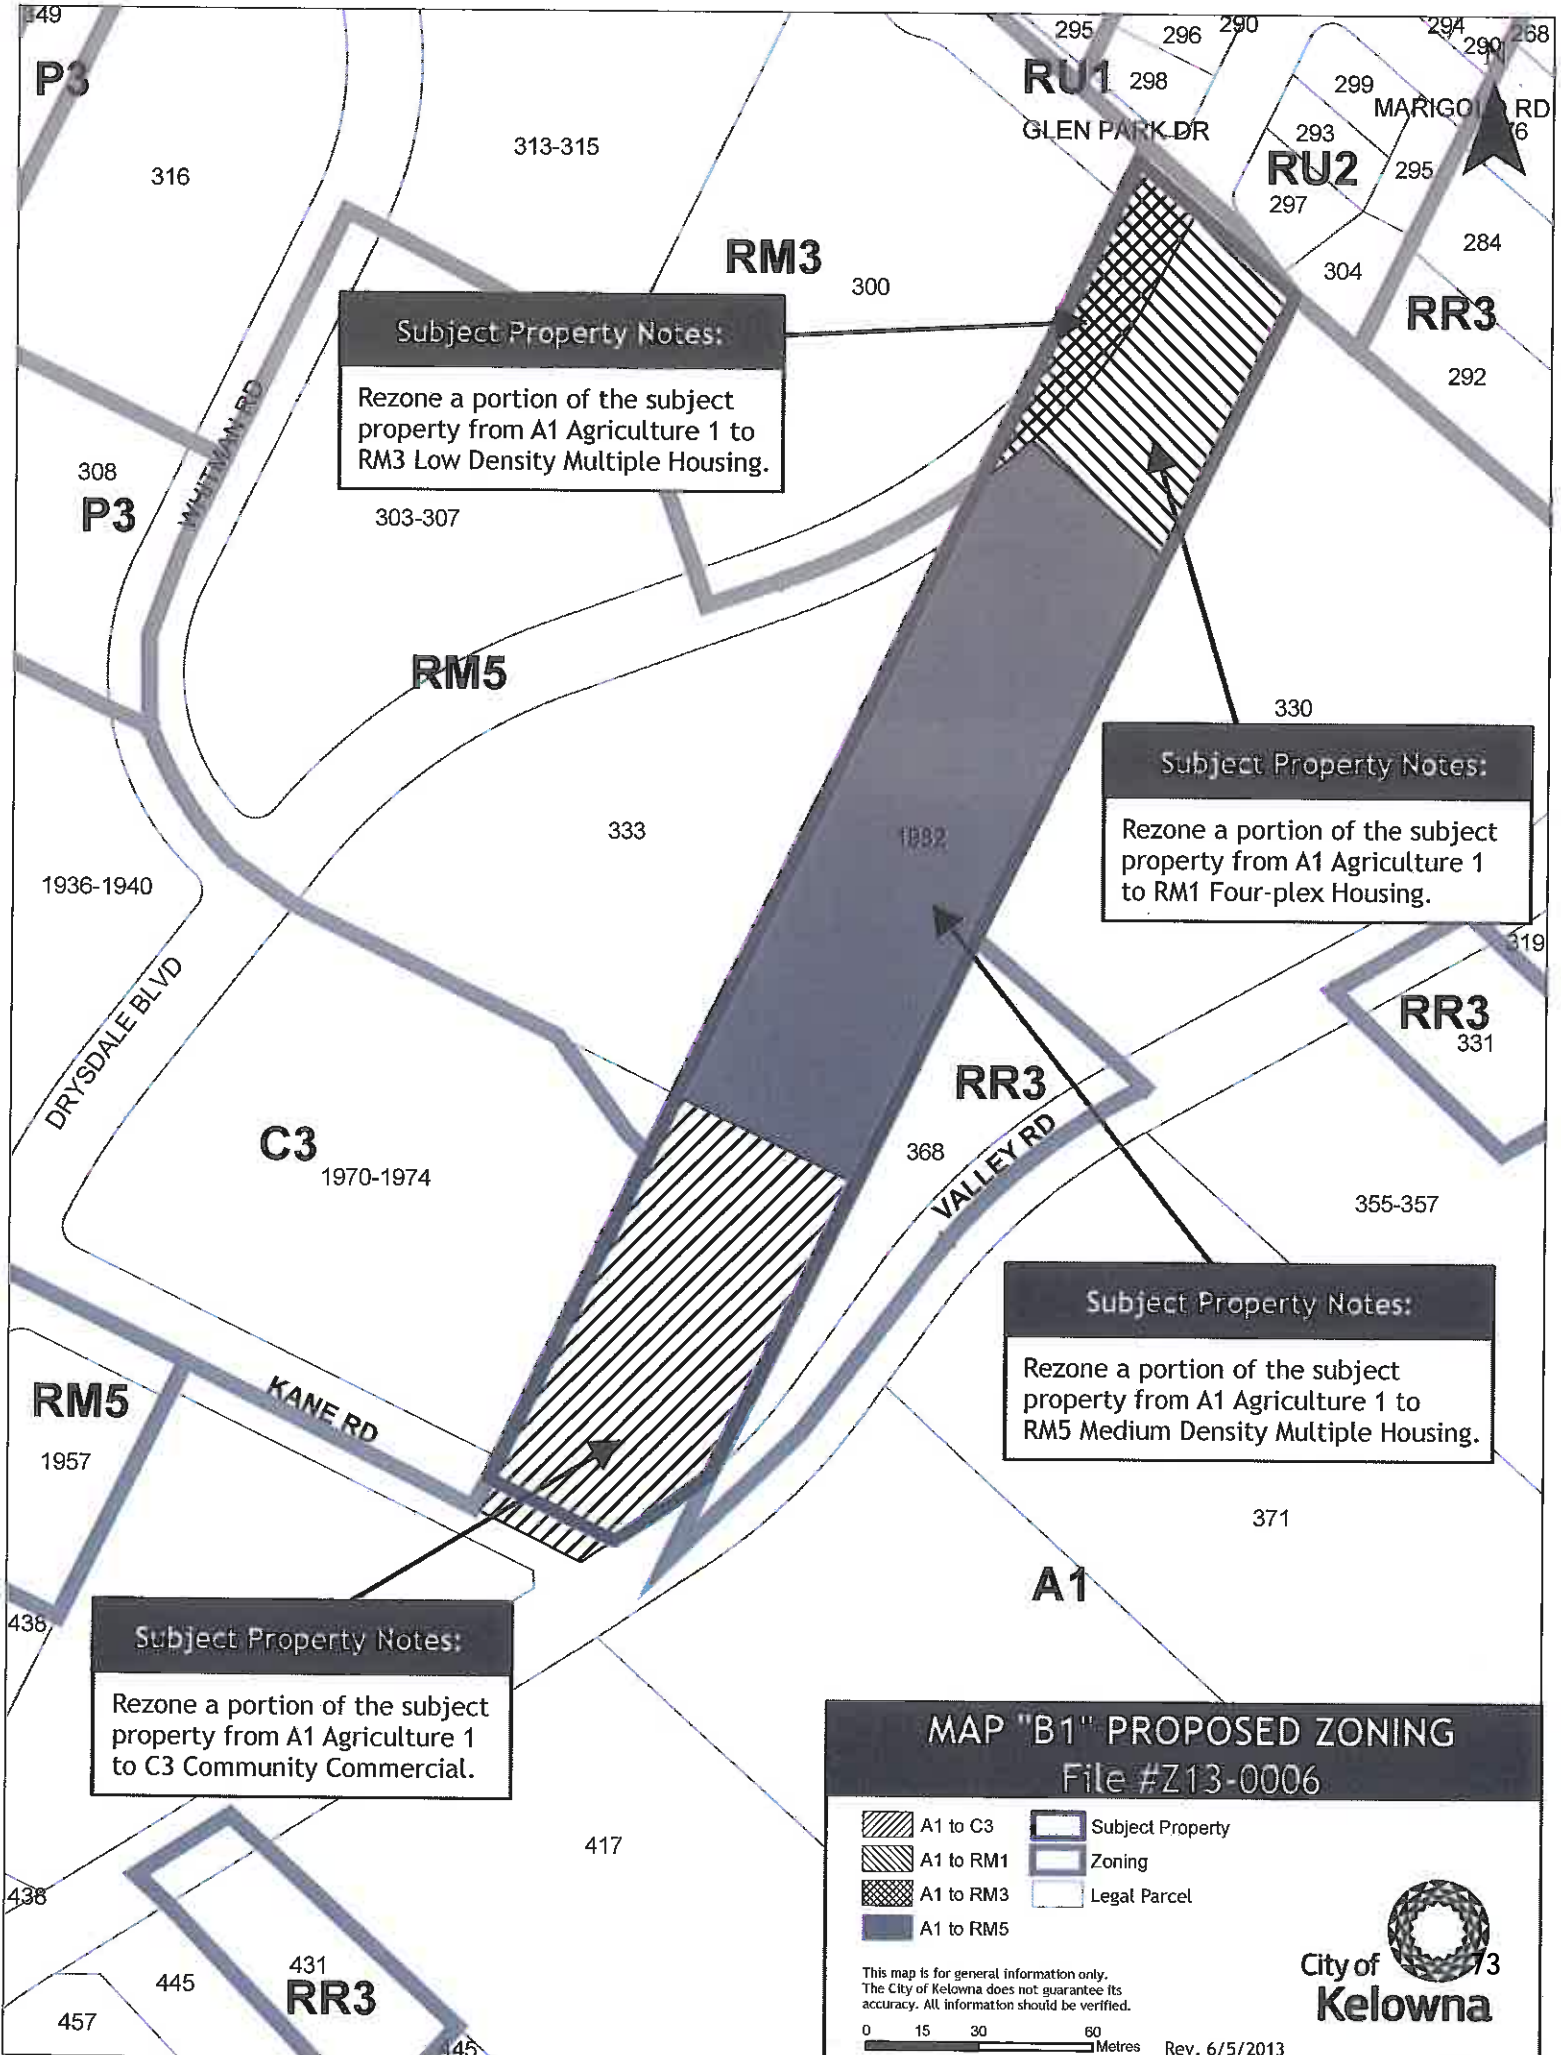 349
P3
316
313-315
295
296
290
294
290
268
N
RU1
298
299
MARIGOLD RD
GLEN PARK DR
293
76
RU2
295
297
RM3
300
304
284
RR3
292
Subject Property Notes:
Rezone a portion of the subject
property from A1 Agriculture 1 to
RM3 Low Density Multiple Housing.
WHITMAN RD
308
P3
303-307
RM5
330
Subject Property Notes:
Rezone a portion of the subject
property from A1 Agriculture 1
to RM1 Four-plex Housing.
333
1982
1936-1940
319
RR3
331
DRYSDALE BLVD
RR3
C3
1970-1974
368
VALLEY RD
355-357
Subject Property Notes:
Rezone a portion of the subject
property from A1 Agriculture 1 to
RM5 Medium Density Multiple Housing.
RM5
KANE RD
1957
371
A1
438
Subject Property Notes:
Rezone a portion of the subject
property from A1 Agriculture 1
to C3 Community Commercial.
417
438
431
445
RR3
457
445
MAP "B1" PROPOSED ZONING
File #Z13-0006
A1 to C3
Subject Property
A1 to RM1
Zoning
A1 to RM3
Legal Parcel
A1 to RM5
This map is for general information only.
The City of Kelowna does not guarantee its
accuracy. All information should be verified.
City of
73
Kelowna
0 15 30 60
Metres
Rev. 6/5/2013